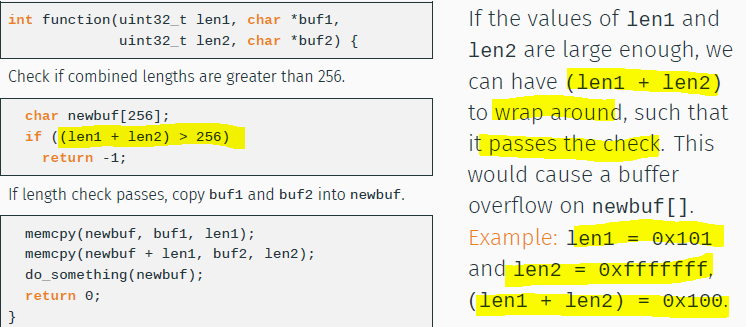 int function(uint32_t len1, char *buf1,
uint32_t len2, char *buf2) {
Check if combined lengths are greater than 256.
char newbuf[256];
if ((len1 + len2) > 256)
return -1;
If length check passes, copy buf1 and buf2 into newbuf.
memcpy(newbuf, buf1, len1);
memcpy(newbuf + len1, buf2, len2);
do_something(newbuf);
return 0;
}
If the values of len1 and
len2 are large enough, we
can have (len1 + len2)
to wrap around, such that
it passes the check. This
would cause a buffer
overflow on newbuf[].
Example: len1 = 0x101
and len2 = 0xfffffff,
(len1 + len2) = 0x100.